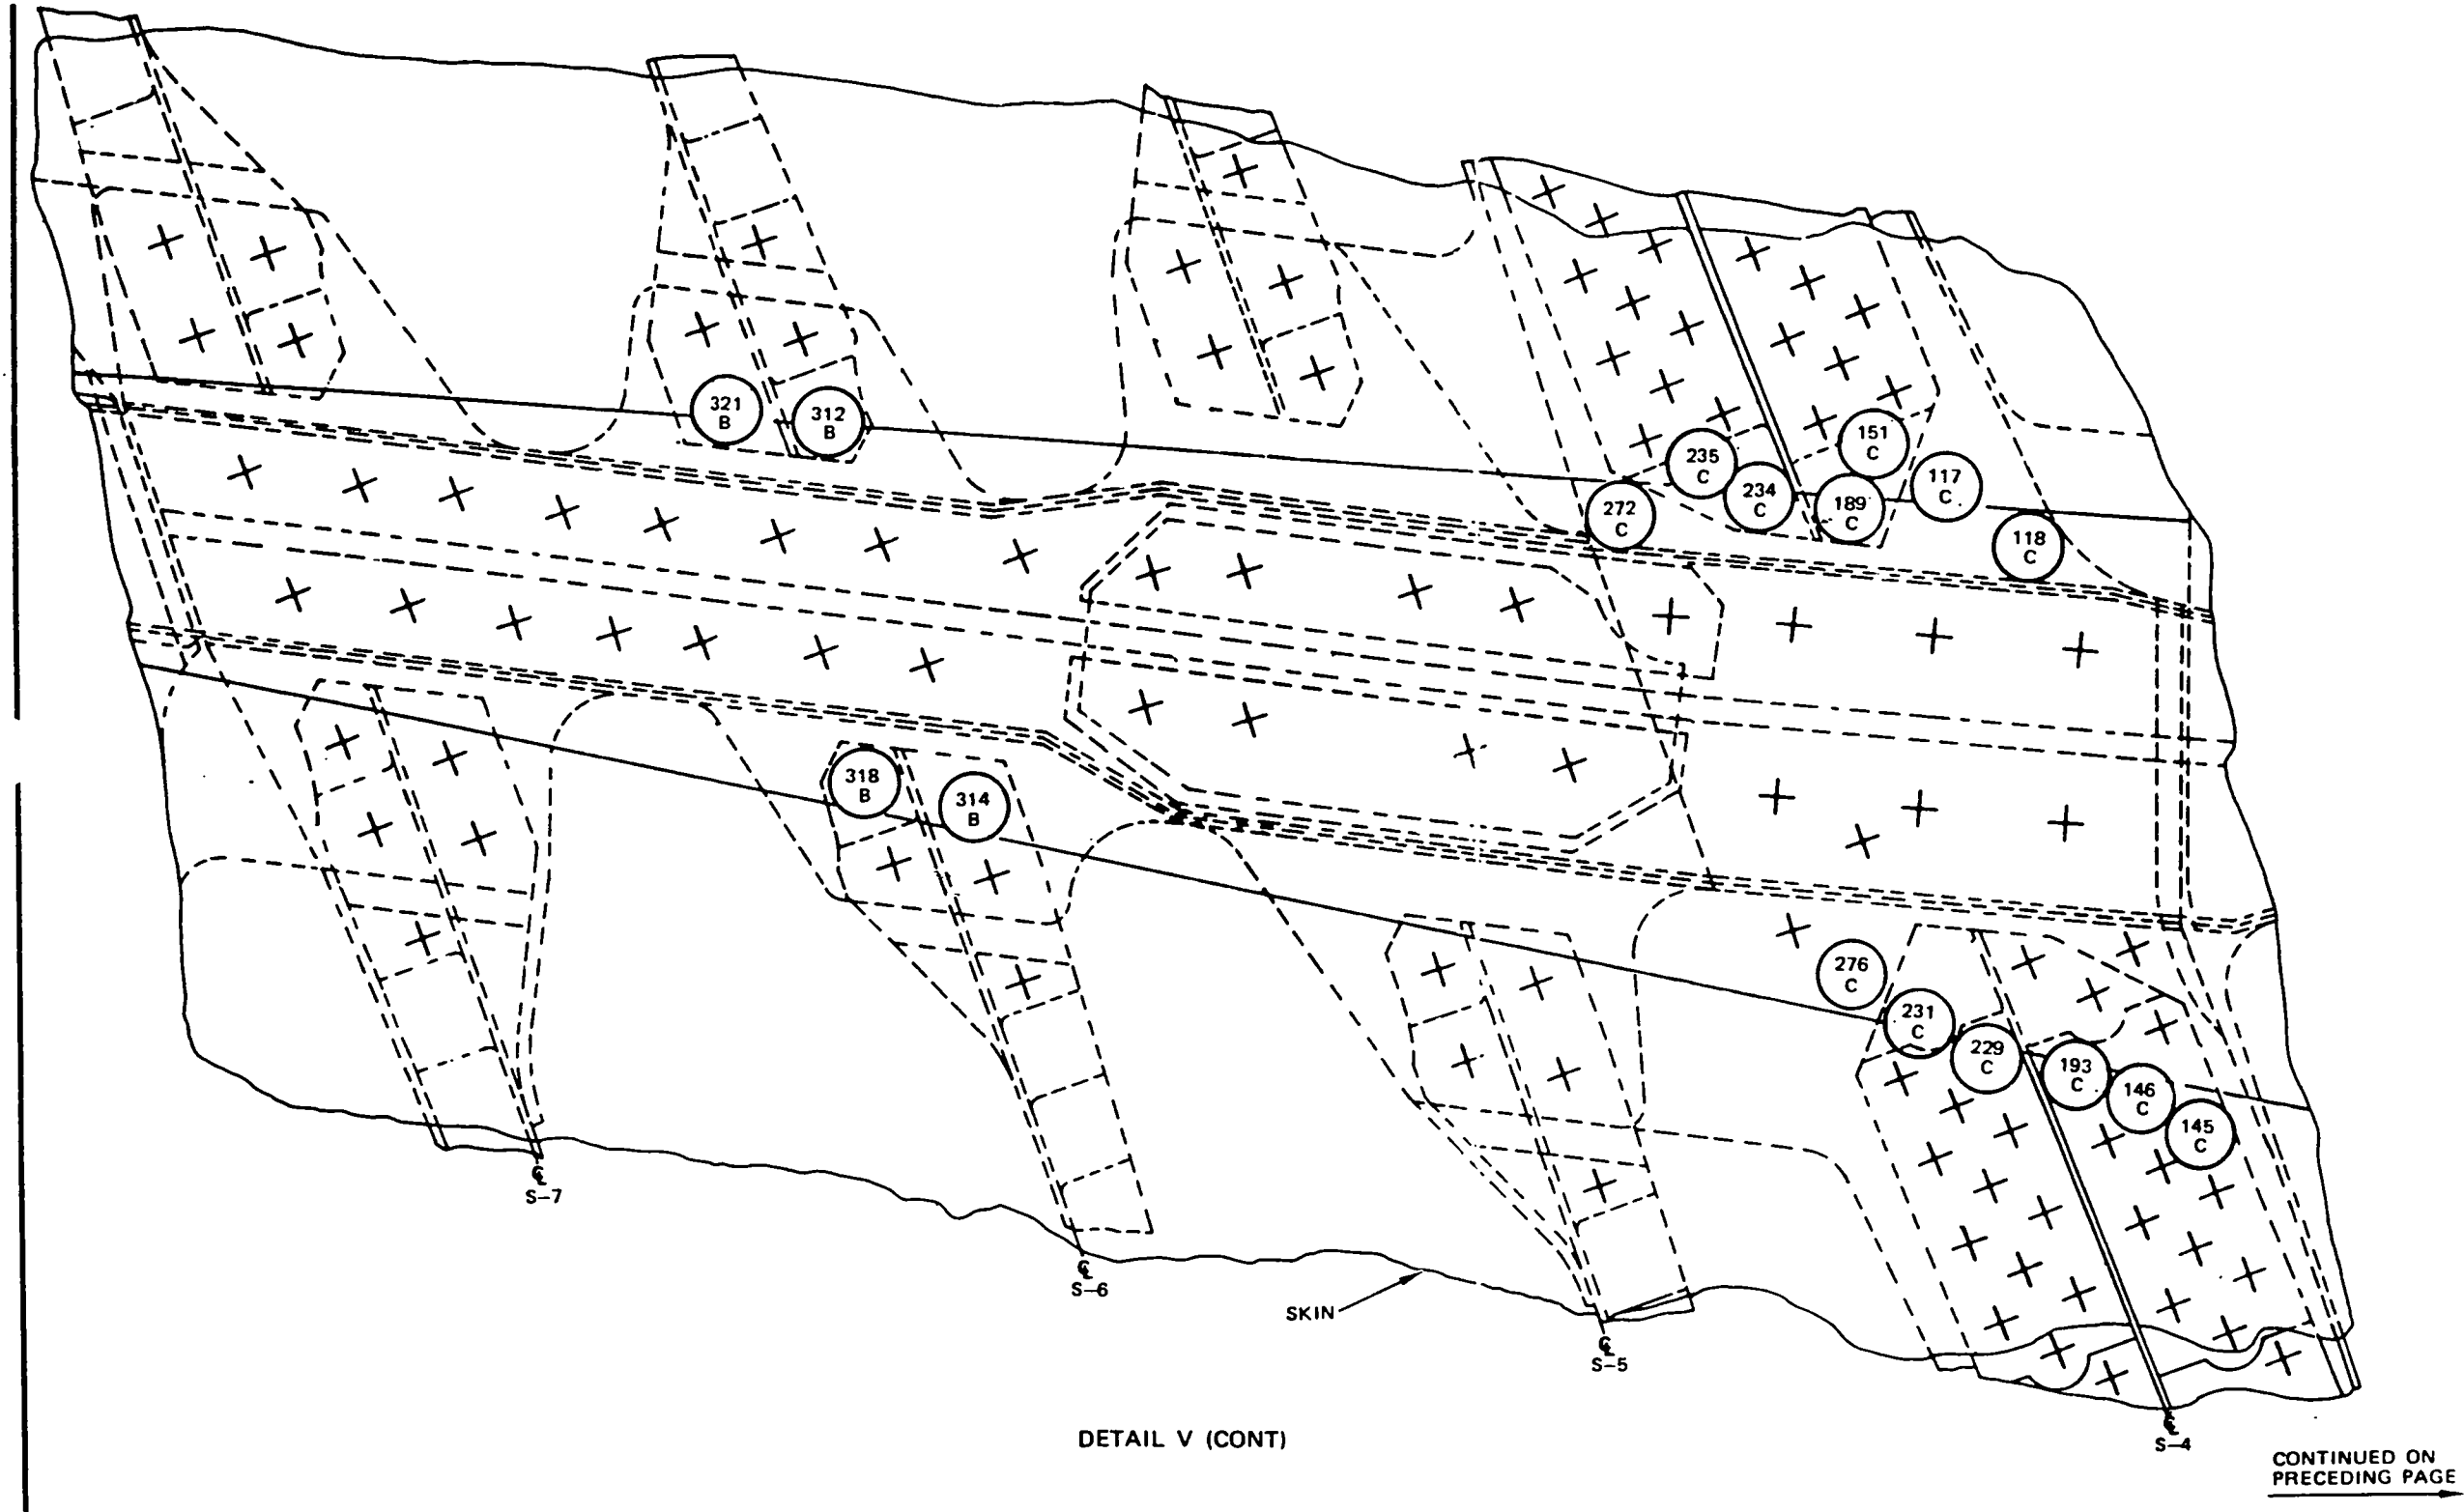 321
B
312
B
235
C
234
C
151
C
189
C
117
C
272
C
118
C
318
B
314
B
276
C
231
C
229
C
193
C
146
C
145
C
℄
S-7
℄
S-6
SKIN
℄
S-5
℄
S-4
DETAIL V (CONT)
CONTINUED ON
PRECEDING PAGE